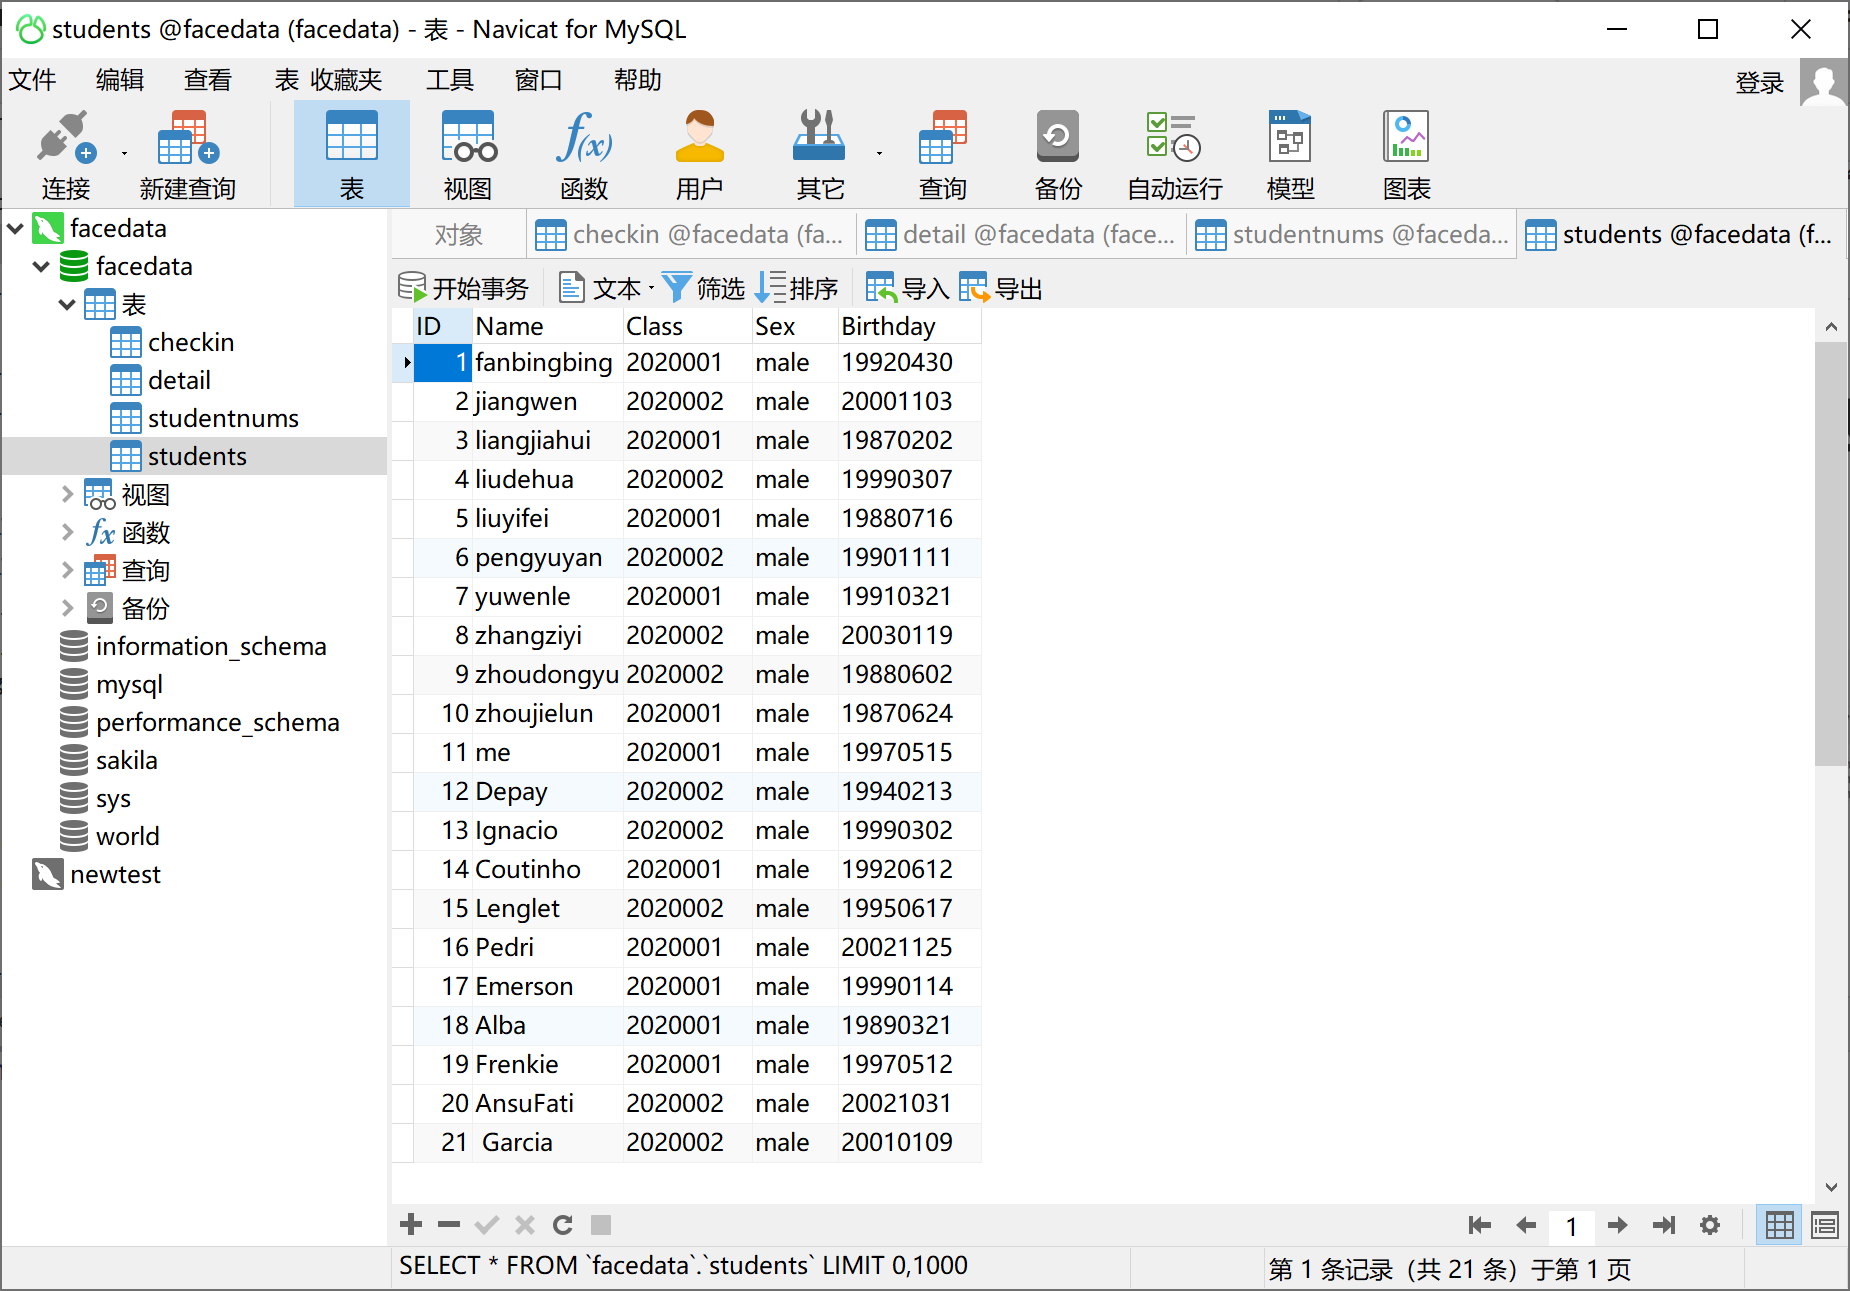 students @facedata (facedata) - 表 - Navicat for MySQL
文件 编辑 查看 表 收藏夹 工具 窗口 帮助 登录
连接 新建查询 表 视图 函数 用户 其它 查询 备份 自动运行 模型 图表
facedata
facedata
表
checkin
detail
studentnums
students
视图
函数
查询
备份
information_schema
mysql
performance_schema
sakila
sys
world
newtest
对象 checkin @facedata (fa... detail @facedata (face... studentnums @faceda... students @facedata (f...
开始事务 文本 筛选 排序 导入 导出
ID Name Class Sex Birthday
1 fanbingbing 2020001 male 19920430
2 jiangwen 2020002 male 20001103
3 liangjiahui 2020001 male 19870202
4 liudehua 2020002 male 19990307
5 liuyifei 2020001 male 19880716
6 pengyuyan 2020002 male 19901111
7 yuwenle 2020001 male 19910321
8 zhangziyi 2020002 male 20030119
9 zhoudongyu 2020002 male 19880602
10 zhoujielun 2020001 male 19870624
11 me 2020001 male 19970515
12 Depay 2020002 male 19940213
13 Ignacio 2020002 male 19990302
14 Coutinho 2020001 male 19920612
15 Lenglet 2020002 male 19950617
16 Pedri 2020001 male 20021125
17 Emerson 2020001 male 19990114
18 Alba 2020001 male 19890321
19 Frenkie 2020001 male 19970512
20 AnsuFati 2020002 male 20021031
21 Garcia 2020002 male 20010109
1
SELECT * FROM `facedata`.`students` LIMIT 0,1000
第 1 条记录（共 21 条）于第 1 页